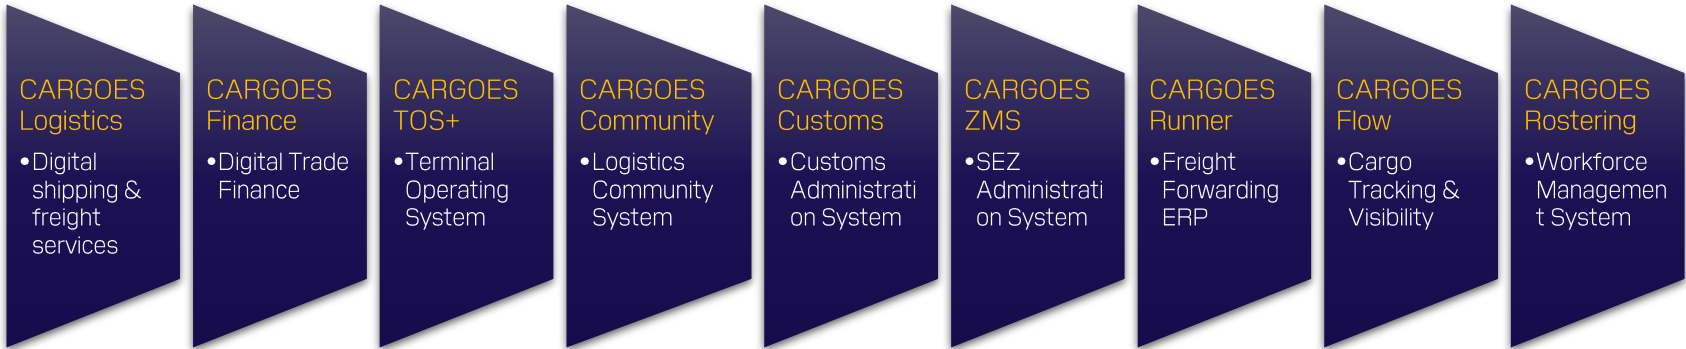 CARGOES
Logistics
•Digital
shipping &
freight
services
CARGOES
Finance
•Digital Trade
Finance
CARGOES
TOS+
•Terminal
Operating
System
CARGOES
Community
•Logistics
Community
System
CARGOES
Customs
•Customs
Administrati
on System
CARGOES
ZMS
•SEZ
Administrati
on System
CARGOES
Runner
•Freight
Forwarding
ERP
CARGOES
Flow
•Cargo
Tracking &
Visibility
CARGOES
Rostering
•Workforce
Managemen
t System